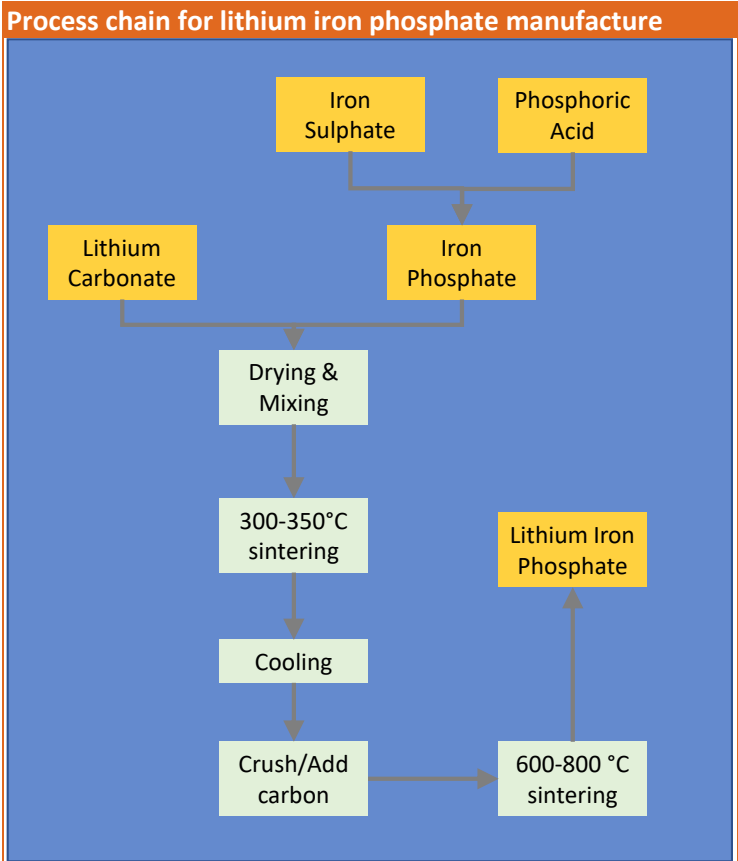 Process chain for lithium iron phosphate manufacture
Iron
Sulphate
Phosphoric
Acid
Lithium
Carbonate
Iron
Phosphate
Drying &
Mixing
300-350°C
sintering
Lithium Iron
Phosphate
Cooling
Crush/Add
carbon
600-800 °C
sintering